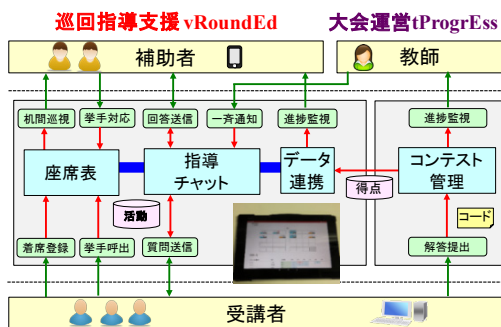 巡回指導支援 vRoundEd
大会運営tProgrEss
補助者
教師
机間巡視
挙手対応
回答送信
一斉通知
進捗監視
進捗監視
座席表
指導
チャット
データ
連携
コンテスト
管理
得点
活動
コード
着席登録
挙手呼出
質問送信
解答提出
受講者